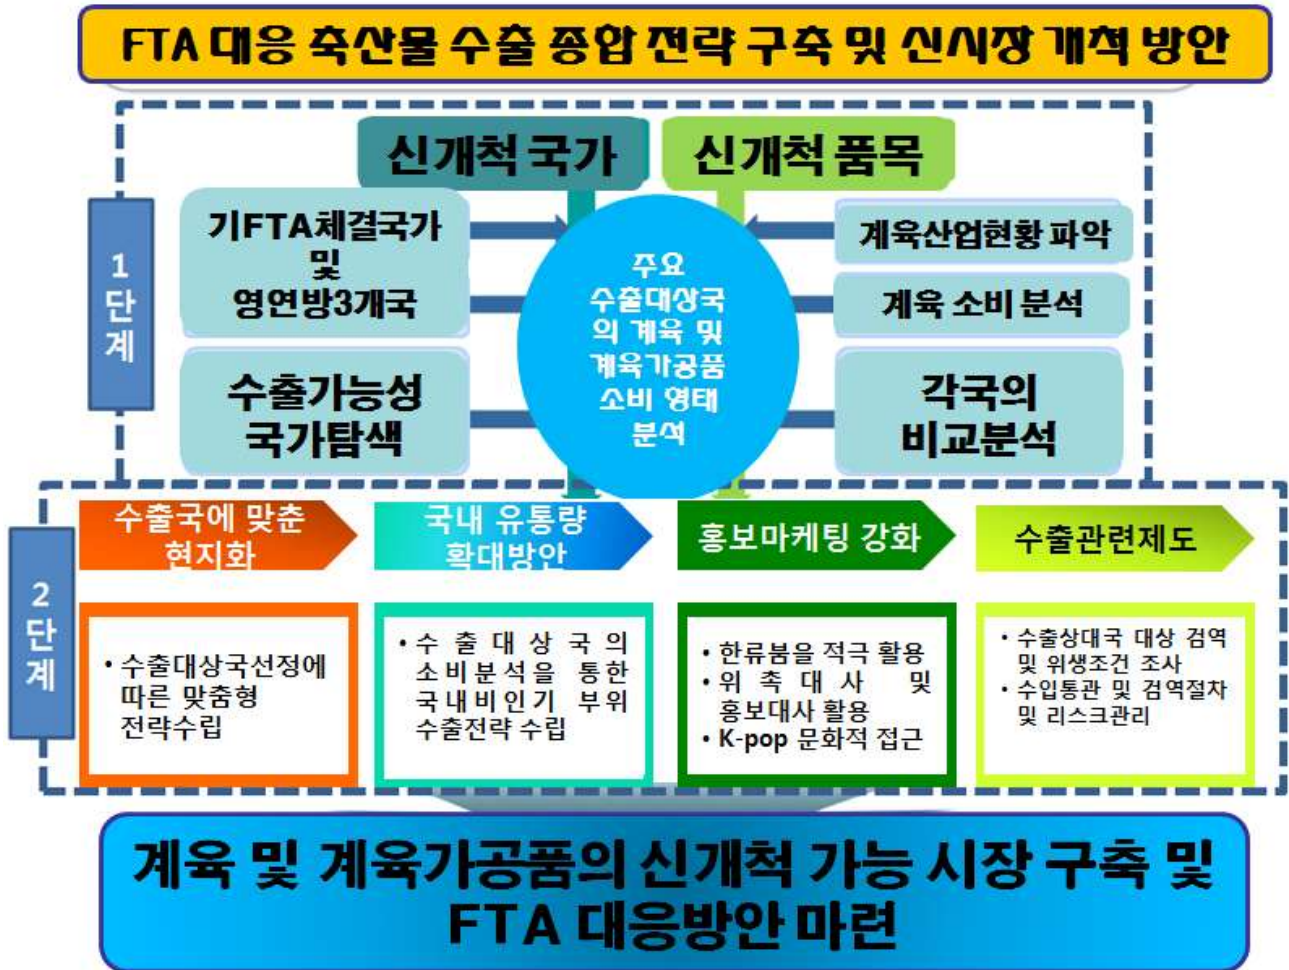 FTA 대응 축산물 수출 종합 전략 구축 및 신시장 개척 방안
신개척 국가
신개척 품목
1
단
계
기FTA체결국가
및
영연방3개국
수출가능성
국가탐색
주요
수출대상국
의 계육 및
계육가공품
소비 형태
분석
계육산업현황 파악
계육 소비 분석
각국의
비교분석
2
단
계
수출국에 맞춘
현지화
• 수출대상국선정에
따른 맞춤형
전략수립
국내 유통량
확대방안
• 수 출 대 상 국 의
소비분석을 통한
국내비인기 부위
수출전략 수립
홍보마케팅 강화
• 한류붐을 적극 활용
• 위 촉 대 사 및
홍보대사 활용
• K-pop 문화적 접근
수출관련제도
• 수출상대국 대상 검역
및 위생조건 조사
• 수입통관 및 검역절차
및 리스크관리
계육 및 계육가공품의 신개척 가능 시장 구축 및
FTA 대응방안 마련